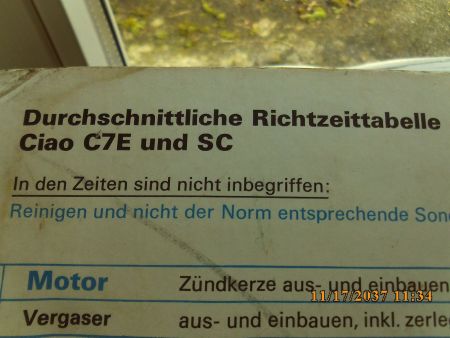 Durchschnittliche Richtzeittabelle
Ciao C7E und SC
In den Zeiten sind nicht inbegriffen:
Reinigen und nicht der Norm entsprechende
Motor Zündkerze aus- und einbauen
11/17/2037 11:34
Vergaser aus- und einbauen, inkl.